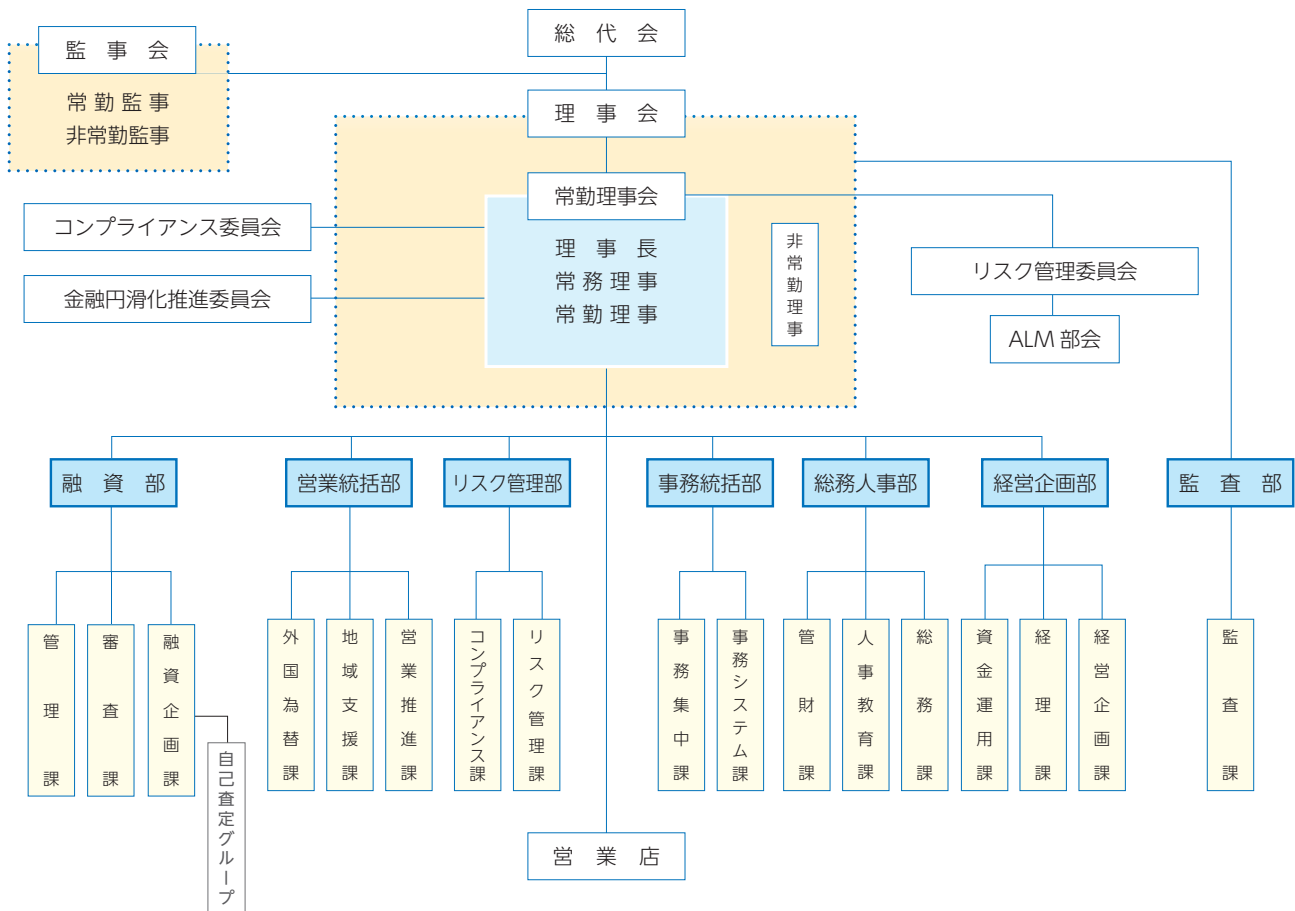 総代会
監事会
常勤監事
非常勤監事
理事会
常勤理事会
理事長
常務理事
常勤理事
非常勤理事
コンプライアンス委員会
金融円滑化推進委員会
リスク管理委員会
ALM部会
融資部
営業統括部
リスク管理部
事務統括部
総務人事部
経営企画部
監査部
管理課
審査課
融資企画課
自己査定グループ
外国為替課
地域支援課
営業推進課
コンプライアンス課
リスク管理課
事務集中課
事務システム課
管財課
人事教育課
総務課
資金運用課
経理課
経営企画課
監査課
営業店